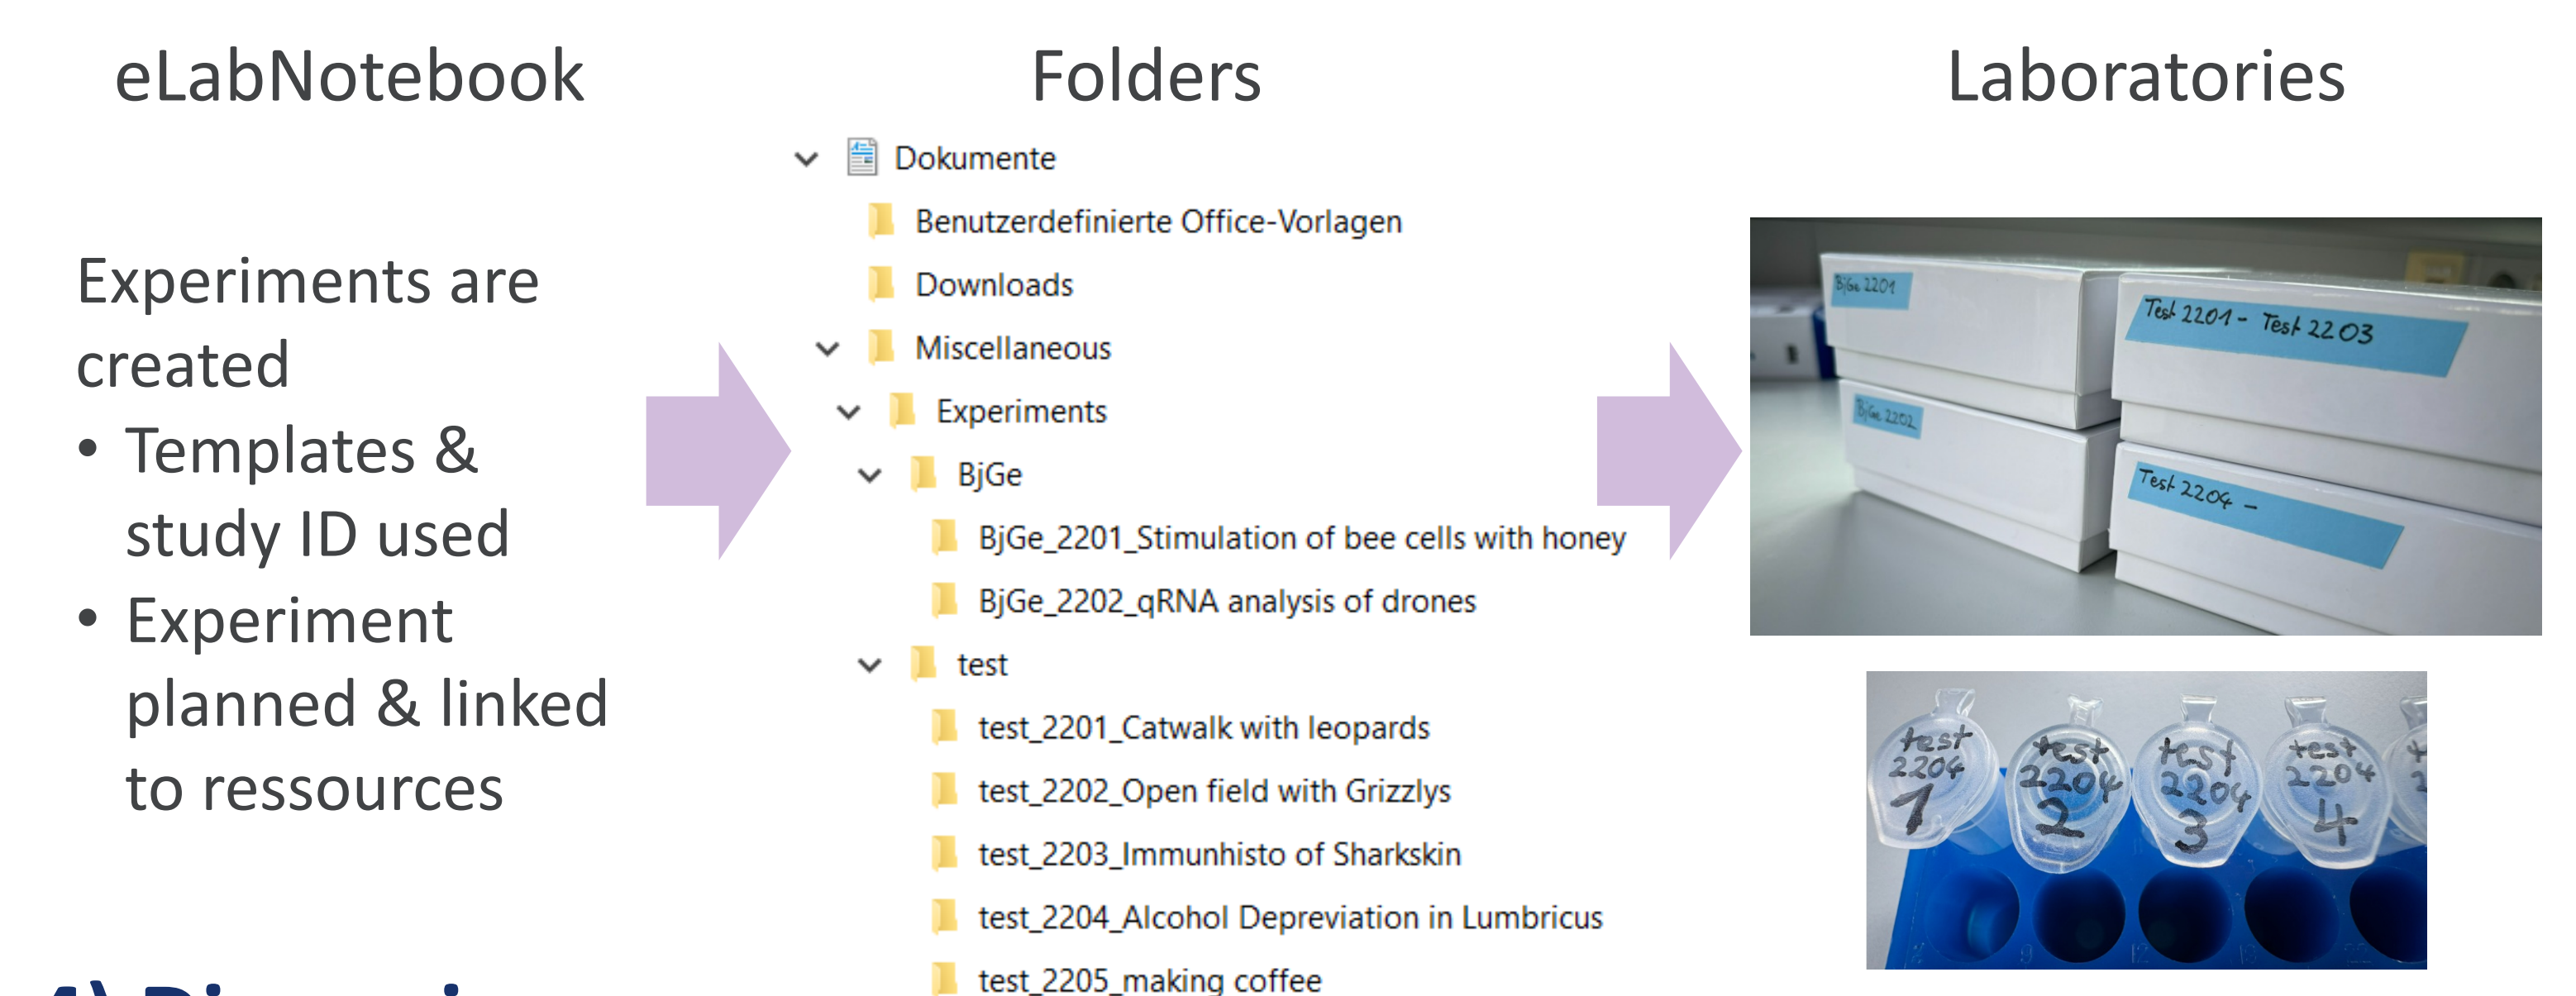 eLabNotebook
Experiments are
created
• Templates &
study ID used
• Experiment
planned & linked
to ressources
Folders
Dokumente
Benutzerdefinierte Office-Vorlagen
Downloads
Miscellaneous
Experiments
BjGe
BjGe_2201_Stimulation of bee cells with honey
BjGe_2202_qRNA analysis of drones
test
test_2201_Catwalk with leopards
test_2202_Open field with Grizzlys
test_2203_Immunhisto of Sharkskin
test_2204_Alcohol Depreviation in Lumbricus
test_2205_making coffee
Laboratories
BjGe 2201
Test 2201 - Test 2203
BjGe 2202
Test 2204 -
test
2204
1
test
2204
2
test
2204
3
test
2204
4